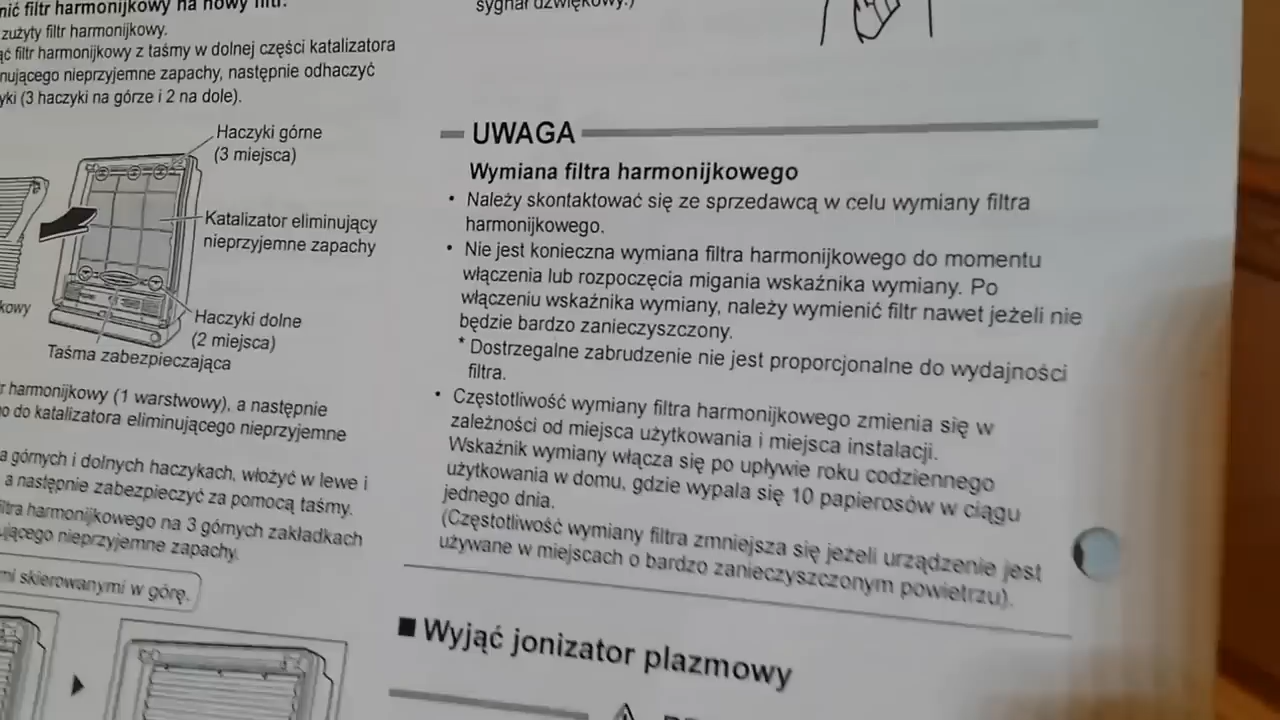 nić filtr harmonijkowy na nowy filtr.
zużyty filtr harmonijkowy.
ąć filtr harmonijkowy z taśmy w dolnej części katalizatora
nującego nieprzyjemne zapachy, następnie odhaczyć
yki (3 haczyki na górze i 2 na dole).
Haczyki górne
(3 miejsca)
Katalizator eliminujący
nieprzyjemne zapachy
kowy
Haczyki dolne
(2 miejsca)
Taśma zabezpieczająca
r harmonijkowy (1 warstwowy), a następnie
o do katalizatora eliminującego nieprzyjemne
a górnych i dolnych haczykach, włożyć w lewe i
a następnie zabezpieczyć za pomocą taśmy.
filtra harmonijkowego na 3 górnych zakładkach
ującego nieprzyjemne zapachy.
mi skierowanymi w górę.
sygnał dźwiękowy.)
UWAGA
Wymiana filtra harmonijkowego
• Należy skontaktować się ze sprzedawcą w celu wymiany filtra
harmonijkowego.
• Nie jest konieczna wymiana filtra harmonijkowego do momentu
włączenia lub rozpoczęcia migania wskaźnika wymiany. Po
włączeniu wskaźnika wymiany, należy wymienić filtr nawet jeżeli nie
będzie bardzo zanieczyszczony.
* Dostrzegalne zabrudzenie nie jest proporcjonalne do wydajności
filtra.
• Częstotliwość wymiany filtra harmonijkowego zmienia się w
zależności od miejsca użytkowania i miejsca instalacji.
Wskaźnik wymiany włącza się po upływie roku codziennego
użytkowania w domu, gdzie wypala się 10 papierosów w ciągu
jednego dnia.
(Częstotliwość wymiany filtra zmniejsza się jeżeli urządzenie jest
używane w miejscach o bardzo zanieczyszczonym powietrzu).
■ Wyjąć jonizator plazmowy